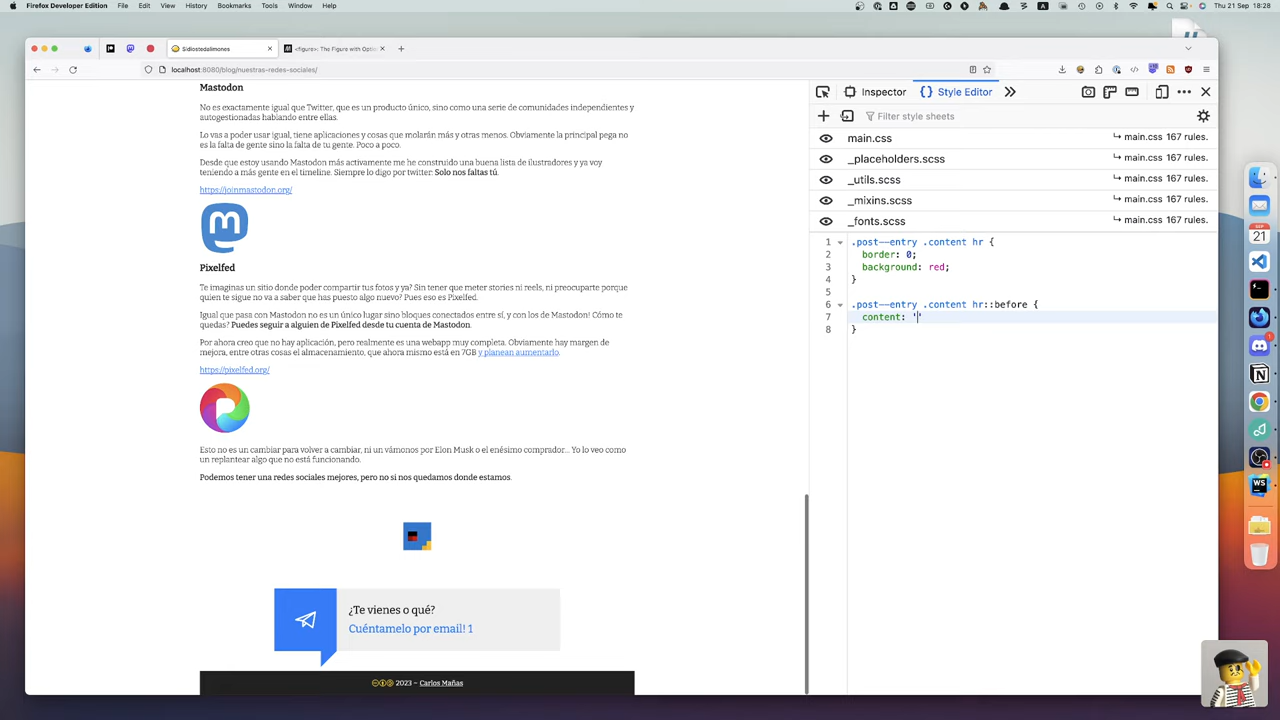 Firefox Developer Edition File Edit View History Bookmarks Tools Window Help
Thu 21 Sep 18:28
Sidiostedalimones
<figure>: The Figure with Optio
localhost:8080/blog/nuestras-redes-sociales/
Mastodon
No es exactamente igual que Twitter, que es un producto único, sino como una serie de comunidades independientes y
autogestionadas hablando entre ellas.
Lo vas a poder usar igual, tiene aplicaciones y cosas que molarán más y otras menos. Obviamente la principal pega no
es la falta de gente sino la falta de tu gente. Poco a poco.
Desde que estoy usando Mastodon más activamente me he construido una buena lista de ilustradores y ya voy
teniendo a más gente en el timeline. Siempre lo digo por twitter: Solo nos faltas tú.
https://joinmastodon.org/
Pixelfed
Te imaginas un sitio donde poder compartir tus fotos y ya? Sin tener que meter stories ni reels, ni preocuparte porque
quien te sigue no va a saber que has puesto algo nuevo? Pues eso es Pixelfed.
Igual que pasa con Mastodon no es un único lugar sino bloques conectados entre sí, y con los de Mastodon! Cómo te
quedas? Puedes seguir a alguien de Pixelfed desde tu cuenta de Mastodon.
Por ahora creo que no hay aplicación, pero realmente es una webapp muy completa. Obviamente hay margen de
mejora, entre otras cosas el almacenamiento, que ahora mismo está en 7GB y planean aumentarlo.
https://pixelfed.org/
Esto no es un cambiar para volver a cambiar, ni un vámonos por Elon Musk o el enésimo comprador... Yo lo veo como
un replantear algo que no está funcionando.
Podemos tener una redes sociales mejores, pero no si nos quedamos donde estamos.
¿Te vienes o qué?
Cuéntamelo por email! 1
2023 – Carlos Mañas
Inspector
{} Style Editor
Filter style sheets
main.css
↳ main.css 167 rules.
_placeholders.scss
↳ main.css 167 rules.
_utils.scss
↳ main.css 167 rules.
_mixins.scss
↳ main.css 167 rules.
_fonts.scss
↳ main.css 167 rules.
1 .post--entry .content hr {
2 border: 0;
3 background: red;
4 }
5
6 .post--entry .content hr::before {
7 content: ''
8 }
SEP
21